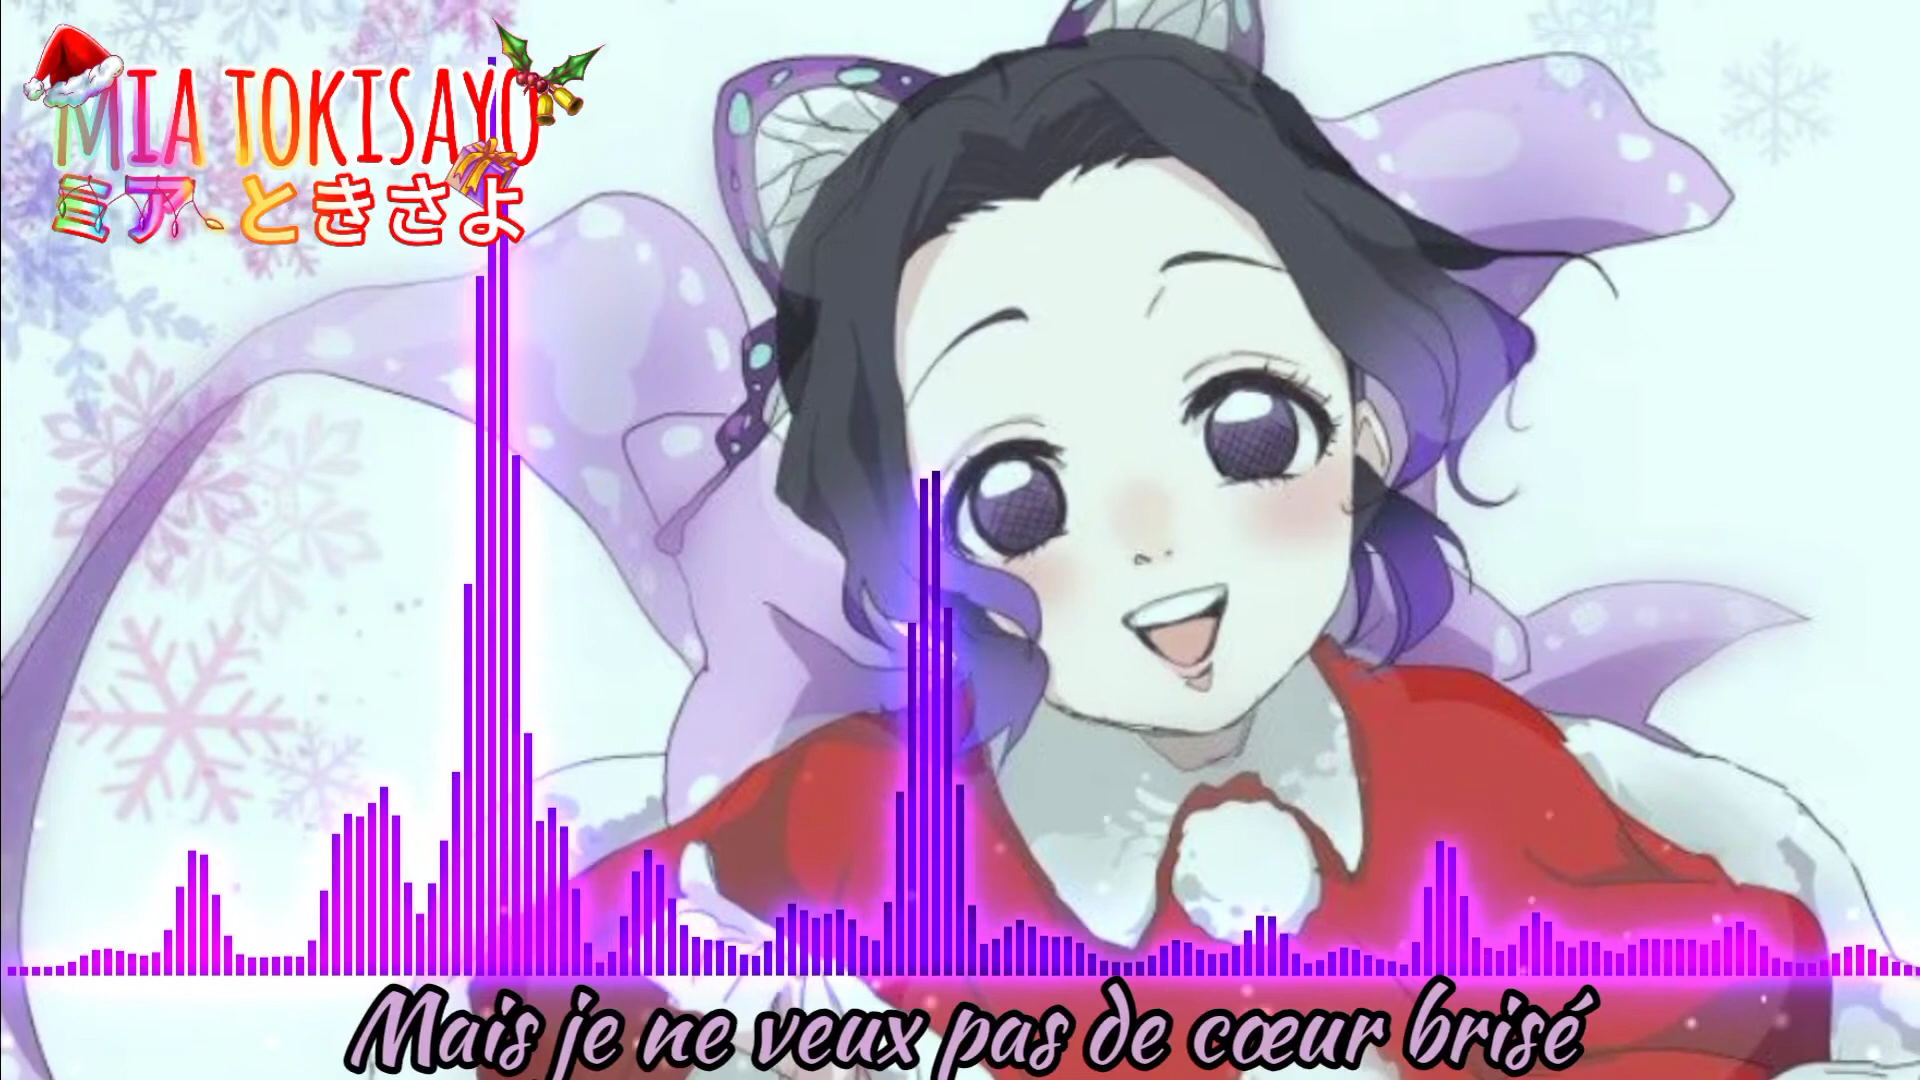 MIA TOKISAYO
ミア ときさよ
Mais je ne veux pas de cœur brisé